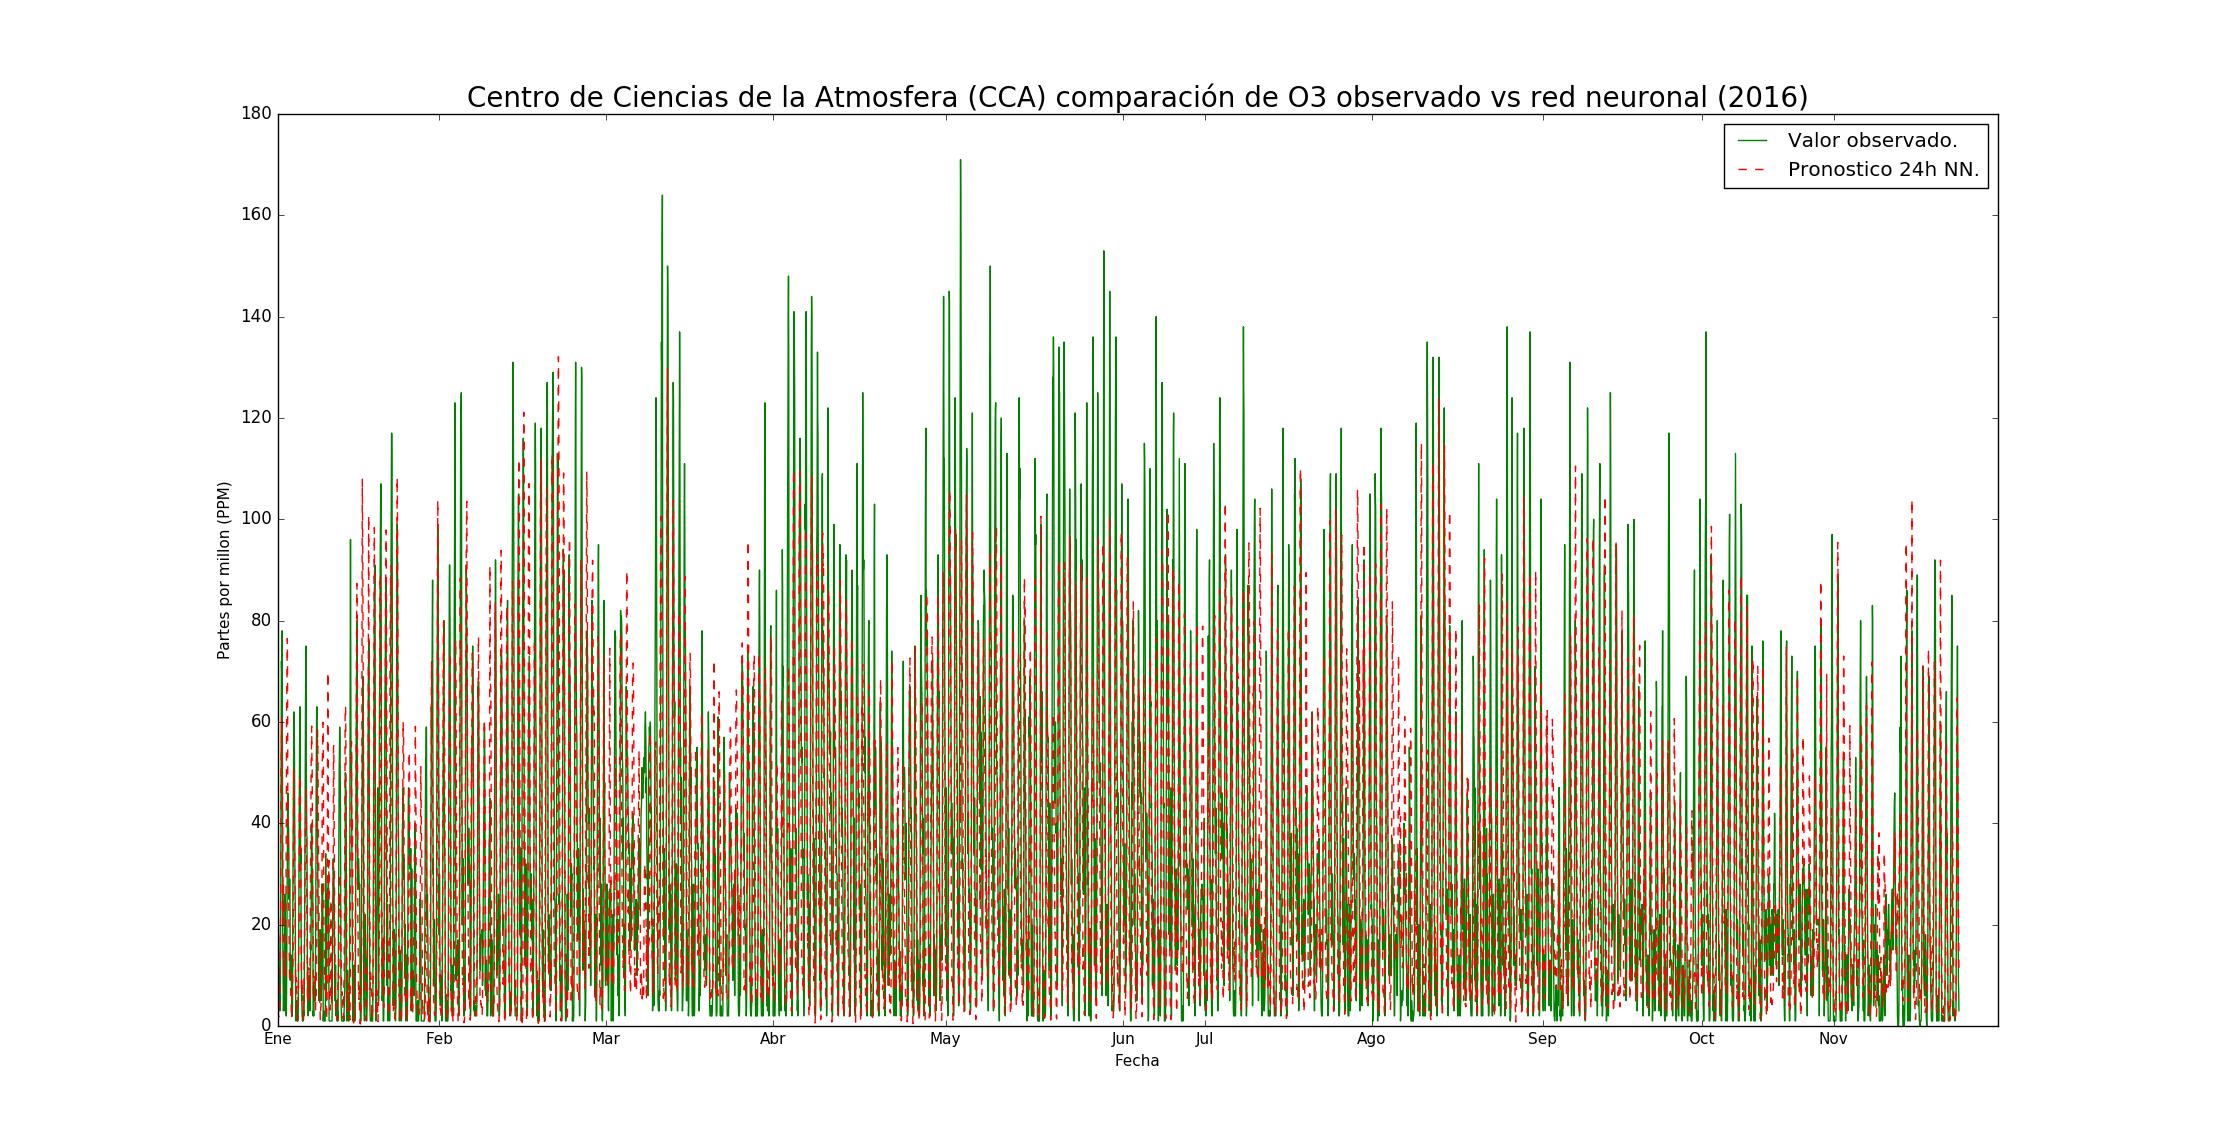 Centro de Ciencias de la Atmosfera (CCA) comparación de O3 observado vs red neuronal (2016)
Valor observado.
Pronostico 24h NN.
Partes por millon (PPM)
180
160
140
120
100
80
60
40
20
0
Ene Feb Mar Abr May Jun Jul Ago Sep Oct Nov
Fecha